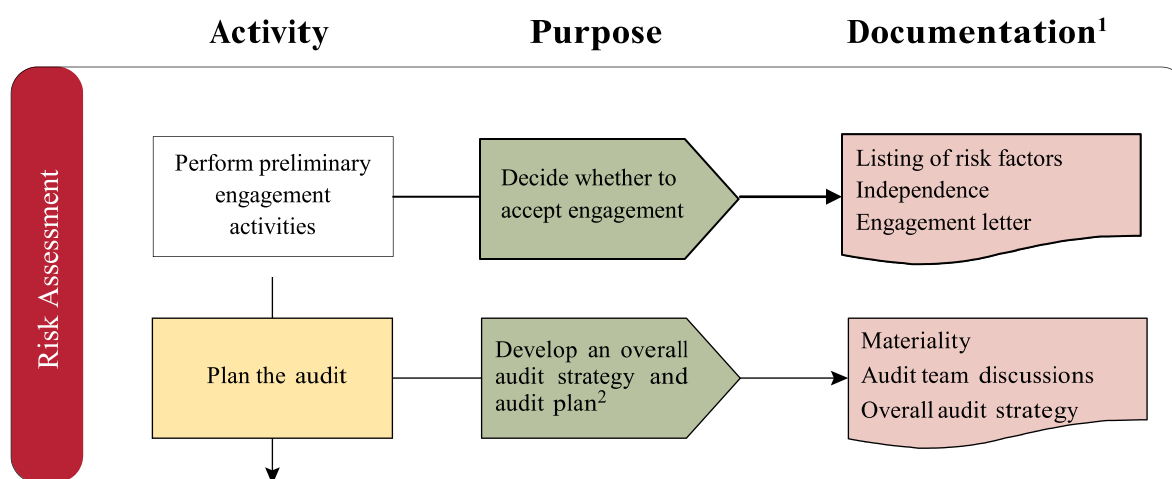 Activity
Purpose
Documentation¹
Risk Assessment
Perform preliminary
engagement
activities
Decide whether to
accept engagement
Listing of risk factors
Independence
Engagement letter
Plan the audit
Develop an overall
audit strategy and
audit plan²
Materiality
Audit team discussions
Overall audit strategy